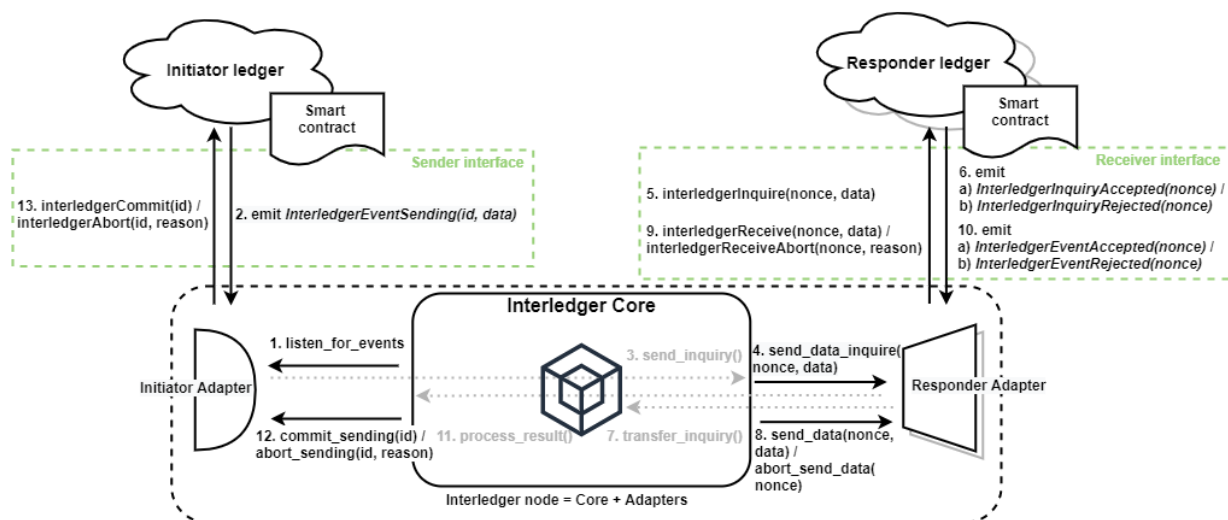 Initiator ledger
Smart
contract
Responder ledger
Smart
contract
Sender interface
13. interledgerCommit(id) /
interledgerAbort(id, reason)
2. emit InterledgerEventSending(id, data)
Receiver interface
5. interledgerInquire(nonce, data)
9. interledgerReceive(nonce, data) /
interledgerReceiveAbort(nonce, reason)
6. emit
a) InterledgerInquiryAccepted(nonce) /
b) InterledgerInquiryRejected(nonce)
10. emit
a) InterledgerEventAccepted(nonce) /
b) InterledgerEventRejected(nonce)
Interledger Core
1. listen_for_events
3. send_inquiry()
4. send_data_inquire(
nonce, data)
Initiator Adapter
Responder Adapter
12. commit_sending(id) /
abort_sending(id, reason)
11. process_result()
7. transfer_inquiry()
8. send_data(nonce,
data) /
abort_send_data(
nonce)
Interledger node = Core + Adapters